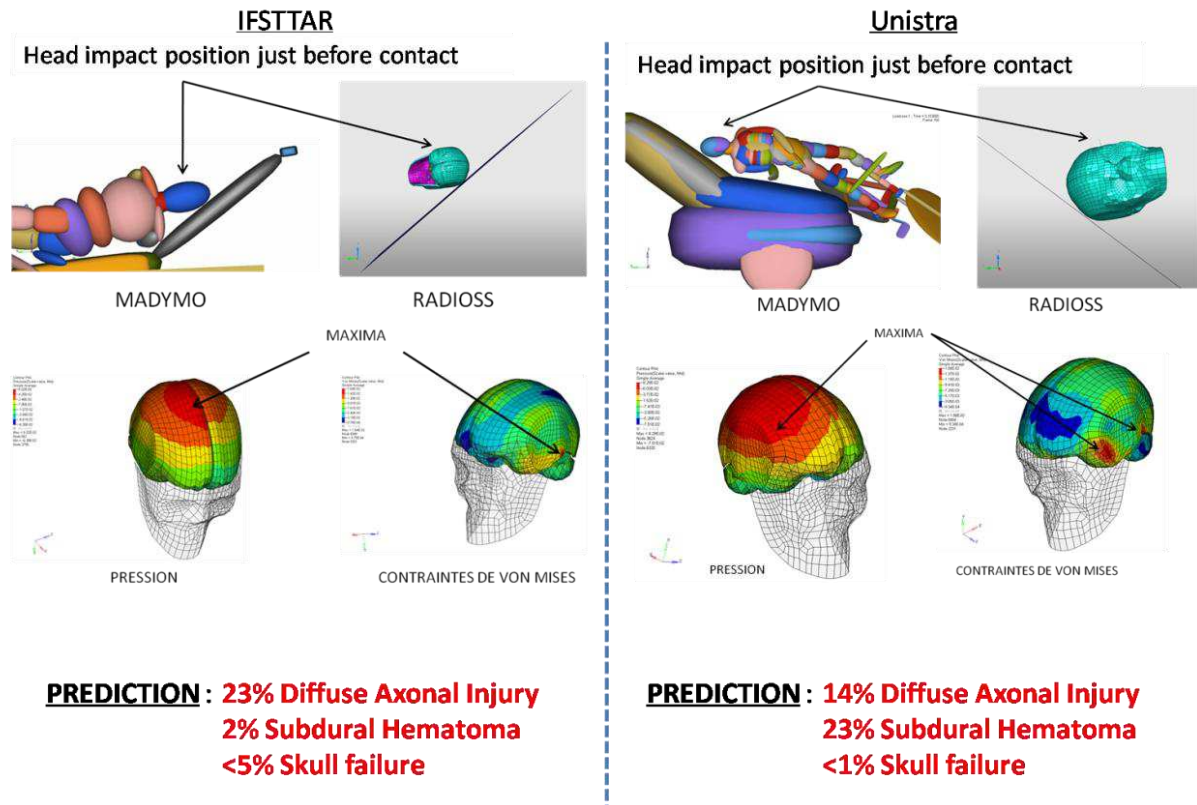 IFSTTAR
Head impact position just before contact
MADYMO
RADIOSS
MAXIMA
PRESSION
CONTRAINTES DE VON MISES
PREDICTION : 23% Diffuse Axonal Injury
2% Subdural Hematoma
<5% Skull failure
Unistra
Head impact position just before contact
MADYMO
RADIOSS
MAXIMA
PRESSION
CONTRAINTES DE VON MISES
PREDICTION : 14% Diffuse Axonal Injury
23% Subdural Hematoma
<1% Skull failure